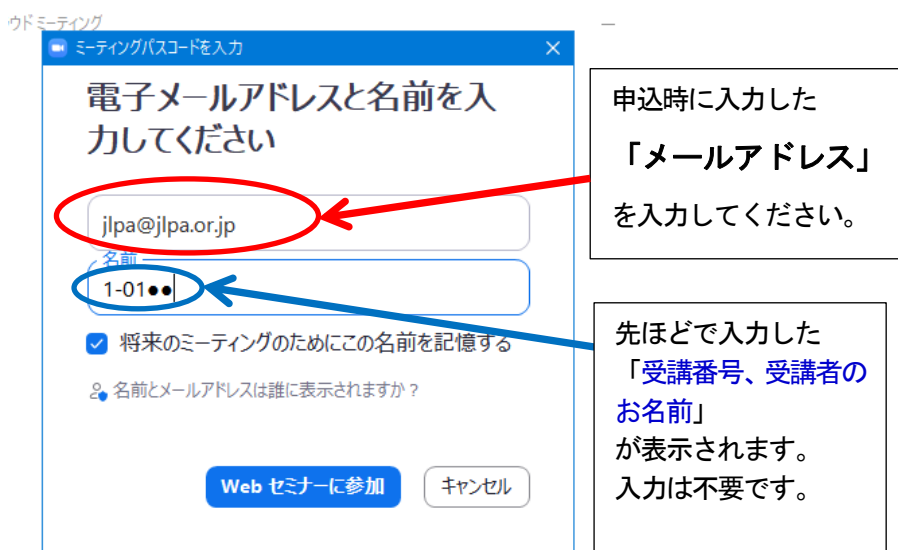 ウド ミーティング
ミーティングパスコードを入力
電子メールアドレスと名前を入
力してください
jlpa@jlpa.or.jp
名前
1-01●●
将来のミーティングのためにこの名前を記憶する
名前とメールアドレスは誰に表示されますか？
Web セミナーに参加
キャンセル
申込時に入力した
「メールアドレス」
を入力してください。
先ほどで入力した
「受講番号、受講者の
お名前」
が表示されます。
入力は不要です。